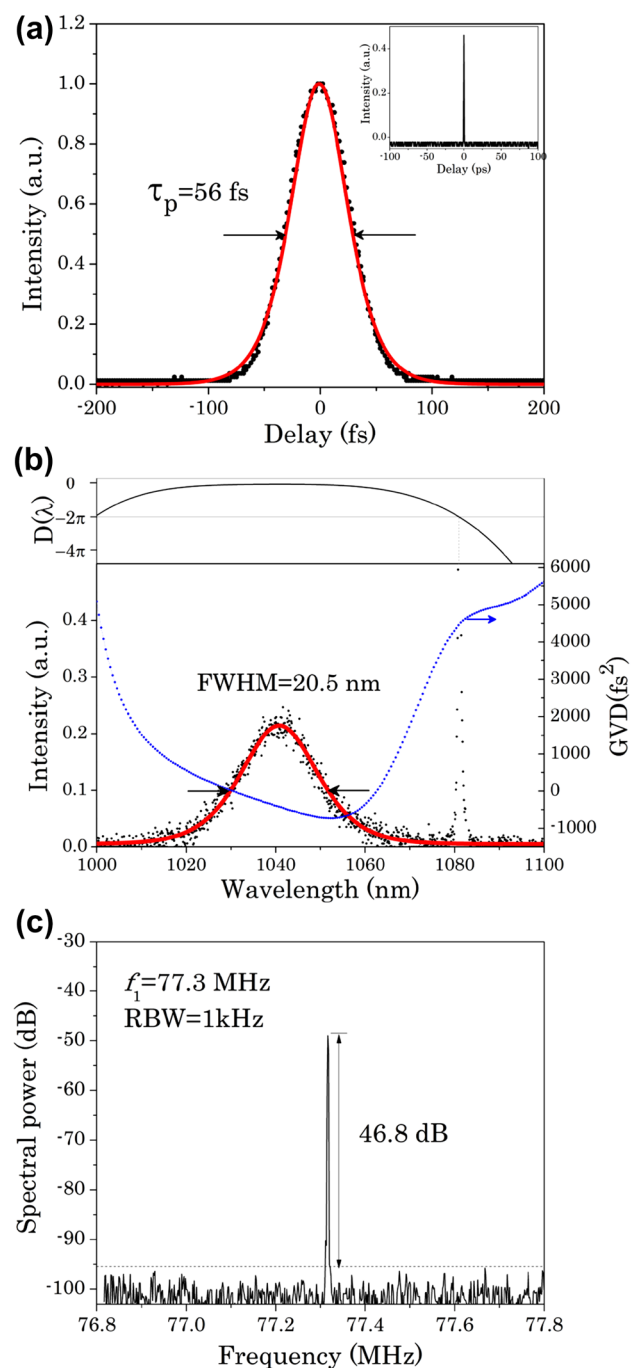 (a)
1.2
1.0
0.8
0.6
0.4
0.2
0.0
Intensity (a.u.)
τp=56 fs
-200 -100 0 100 200
Delay (fs)
0.4
0.2
0.0
Intensity (a.u.)
-100 -50 0 50 100
Delay (ps)
(b)
D(λ)
0
−2π
−4π
Intensity (a.u.)
0.4
0.3
0.2
0.1
0.0
FWHM=20.5 nm
6000
5000
4000
3000
2000
1000
0
-1000
GVD(fs²)
1000 1020 1040 1060 1080 1100
Wavelength (nm)
(c)
-30
-40
-50
-60
-70
-80
-90
-100
Spectral power (dB)
f1=77.3 MHz
RBW=1kHz
46.8 dB
76.8 77.0 77.2 77.4 77.6 77.8
Frequency (MHz)